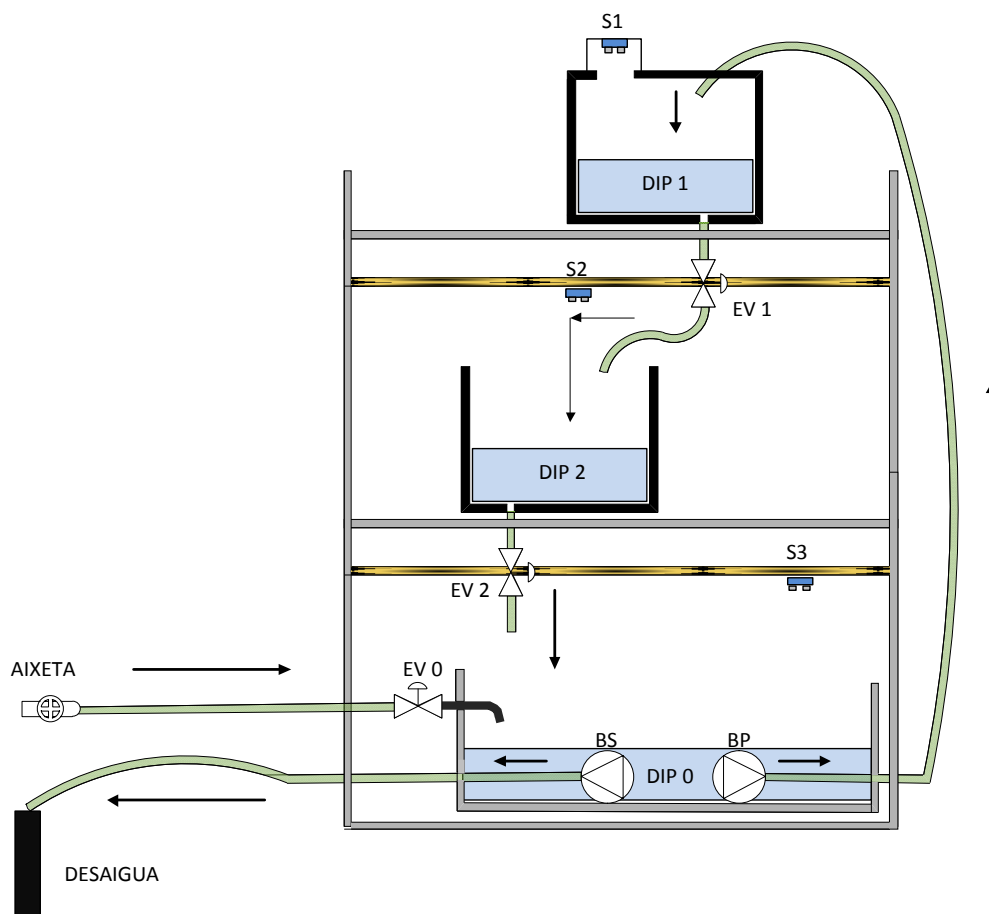 S1
DIP 1
S2
EV 1
DIP 2
S3
EV 2
AIXETA
EV 0
BS
BP
DIP 0
DESAIGUA